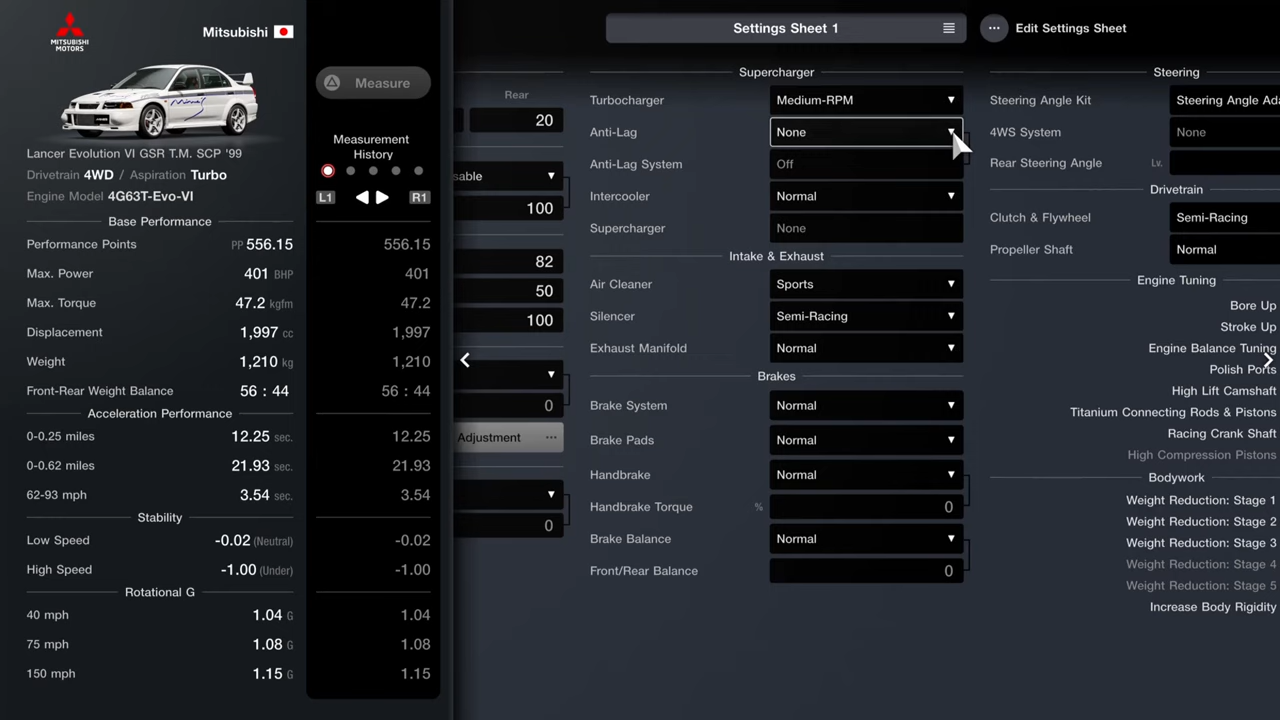 MITSUBISHI
MOTORS
Mitsubishi
Lancer Evolution VI GSR T.M. SCP '99
Drivetrain 4WD / Aspiration Turbo
Engine Model 4G63T-Evo-VI
Base Performance
Performance Points PP 556.15
Max. Power 401 BHP
Max. Torque 47.2 kgfm
Displacement 1,997 cc
Weight 1,210 kg
Front-Rear Weight Balance 56 : 44
Acceleration Performance
0-0.25 miles 12.25 sec.
0-0.62 miles 21.93 sec.
62-93 mph 3.54 sec.
Stability
Low Speed -0.02 (Neutral)
High Speed -1.00 (Under)
Rotational G
40 mph 1.04 G
75 mph 1.08 G
150 mph 1.15 G
Measure
Measurement
History
L1 R1
556.15
401
47.2
1,997
1,210
56 : 44
12.25
21.93
3.54
-0.02
-1.00
1.04
1.08
1.15
Settings Sheet 1
Edit Settings Sheet
Rear
20
sable
100
82
50
100
0
Adjustment ...
0
Supercharger
Turbocharger Medium-RPM
Anti-Lag None
Anti-Lag System Off
Intercooler Normal
Supercharger None
Intake & Exhaust
Air Cleaner Sports
Silencer Semi-Racing
Exhaust Manifold Normal
Brakes
Brake System Normal
Brake Pads Normal
Handbrake Normal
Handbrake Torque % 0
Brake Balance Normal
Front/Rear Balance 0
Steering
Steering Angle Kit Steering Angle Ada
4WS System None
Rear Steering Angle Lv.
Drivetrain
Clutch & Flywheel Semi-Racing
Propeller Shaft Normal
Engine Tuning
Bore Up
Stroke Up
Engine Balance Tuning
Polish Ports
High Lift Camshaft
Titanium Connecting Rods & Pistons
Racing Crank Shaft
High Compression Pistons
Bodywork
Weight Reduction: Stage 1
Weight Reduction: Stage 2
Weight Reduction: Stage 3
Weight Reduction: Stage 4
Weight Reduction: Stage 5
Increase Body Rigidity